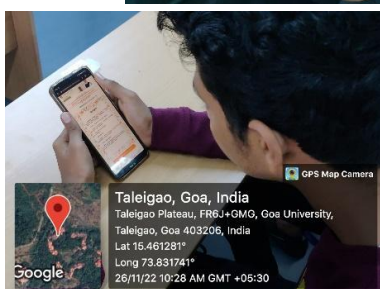 GPS Map Camera
Taleigao, Goa, India
Taleigao Plateau, FR6J+GMG, Goa University,
Taleigao, Goa 403206, India
Lat 15.461281°
Long 73.831741°
26/11/22 10:28 AM GMT +05:30
Google